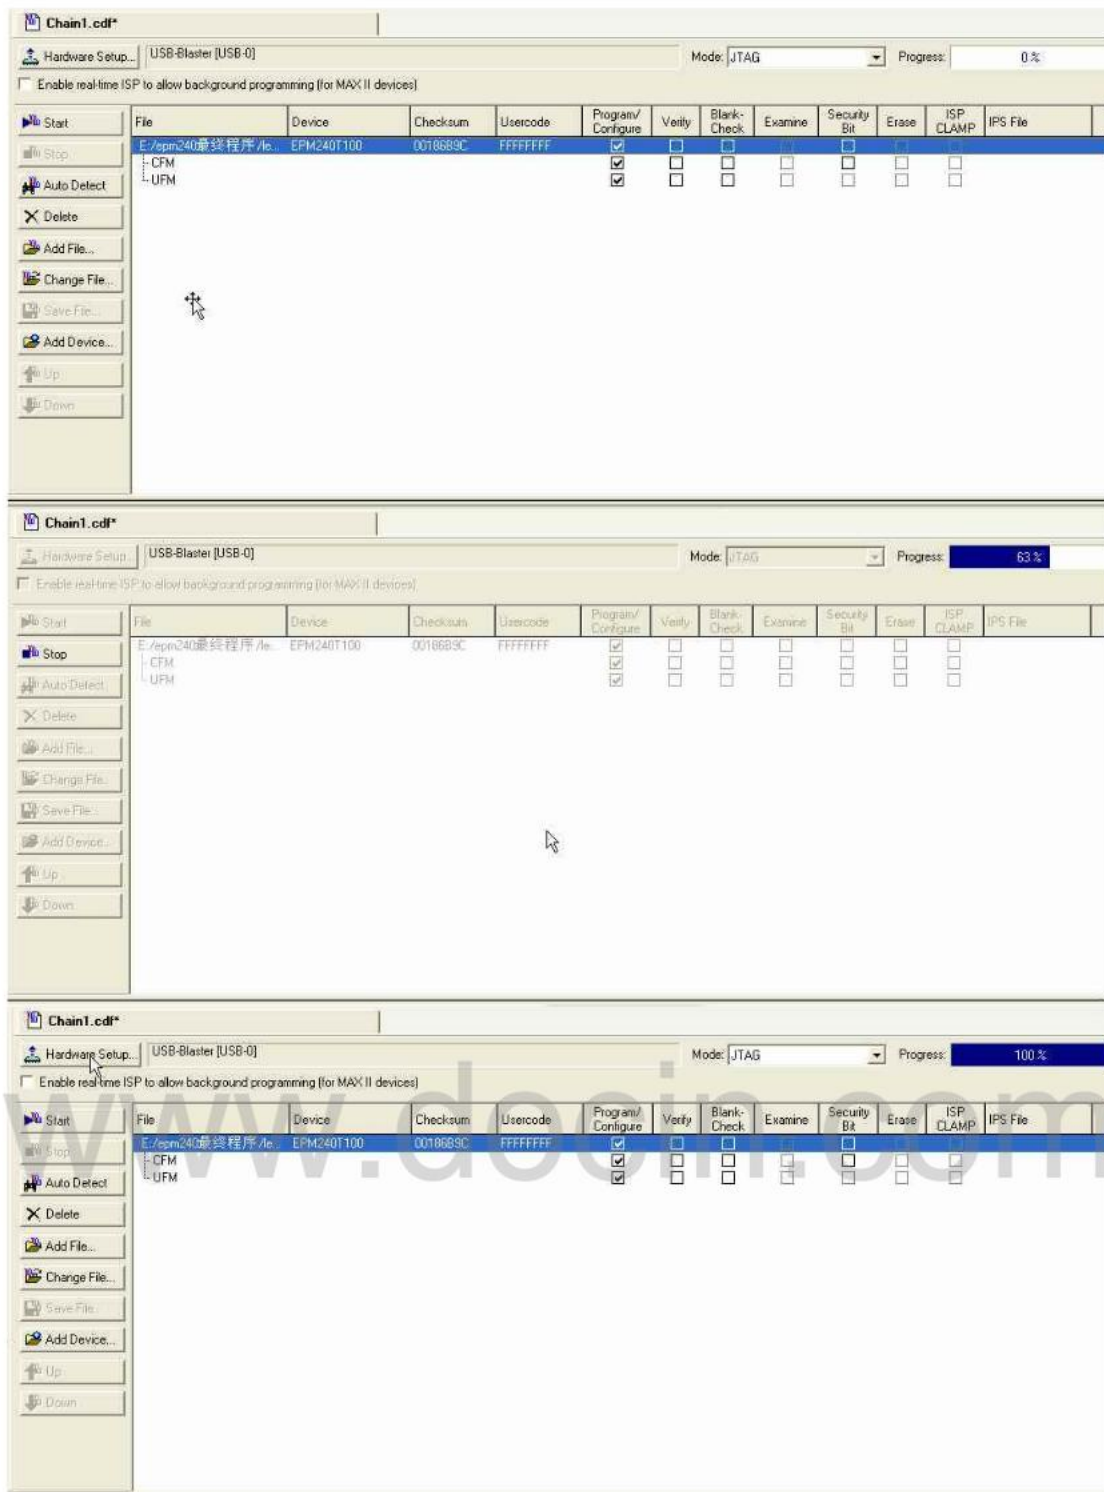 Chain1.cdf*
Hardware Setup... USB-Blaster [USB-0] Mode: JTAG Progress: 0 %
Enable real-time ISP to allow background programming (for MAX II devices)
Start File Device Checksum Usercode Program/ Configure Verify Blank- Check Examine Security Bit Erase ISP CLAMP IPS File
Stop E:/epm240最终程序/le... EPM240T100 00186B9C FFFFFFFF
CFM
Auto Detect UFM
Delete
Add File...
Change File...
Save File...
Add Device...
Up
Down
Chain1.cdf*
Hardware Setup... USB-Blaster [USB-0] Mode: JTAG Progress: 63 %
Enable real-time ISP to allow background programming (for MAX II devices)
Start File Device Checksum Usercode Program/ Configure Verify Blank- Check Examine Security Bit Erase ISP CLAMP IPS File
Stop E:/epm240最终程序/le... EPM240T100 00186B9C FFFFFFFF
CFM
Auto Detect UFM
Delete
Add File...
Change File...
Save File...
Add Device...
Up
Down
Chain1.cdf*
Hardware Setup... USB-Blaster [USB-0] Mode: JTAG Progress: 100 %
Enable real-time ISP to allow background programming (for MAX II devices)
www.docin.com
Start File Device Checksum Usercode Program/ Configure Verify Blank- Check Examine Security Bit Erase ISP CLAMP IPS File
Stop E:/epm240最终程序/le... EPM240T100 00186B9C FFFFFFFF
CFM
Auto Detect UFM
Delete
Add File...
Change File...
Save File...
Add Device...
Up
Down